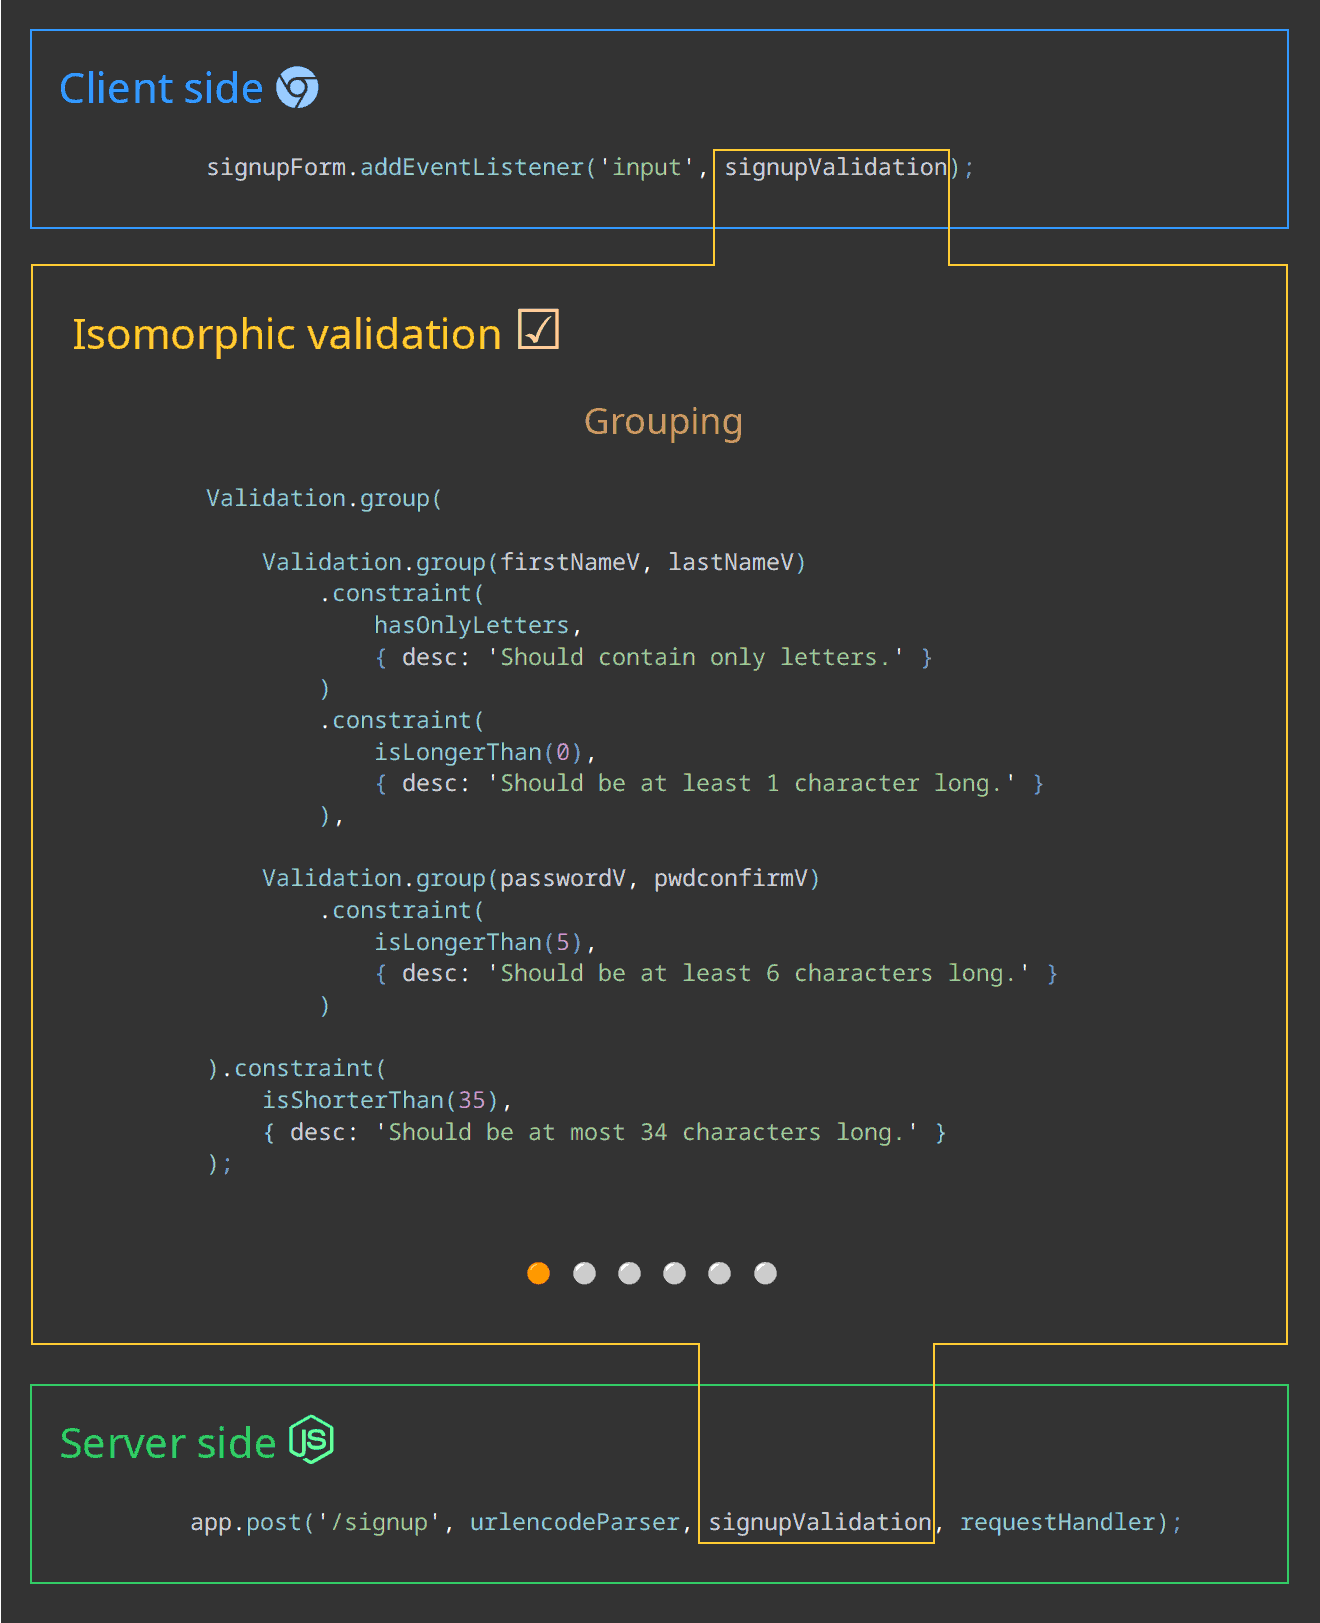 Client side
signupForm.addEventListener('input', signupValidation);
Isomorphic validation ☑
Grouping
Validation.group(
Validation.group(firstNameV, lastNameV)
.constraint(
hasOnlyLetters,
{ desc: 'Should contain only letters.' }
)
.constraint(
isLongerThan(0),
{ desc: 'Should be at least 1 character long.' }
),
Validation.group(passwordV, pwdconfirmV)
.constraint(
isLongerThan(5),
{ desc: 'Should be at least 6 characters long.' }
)
).constraint(
isShorterThan(35),
{ desc: 'Should be at most 34 characters long.' }
);
Server side JS
app.post('/signup', urlencodeParser, signupValidation, requestHandler);